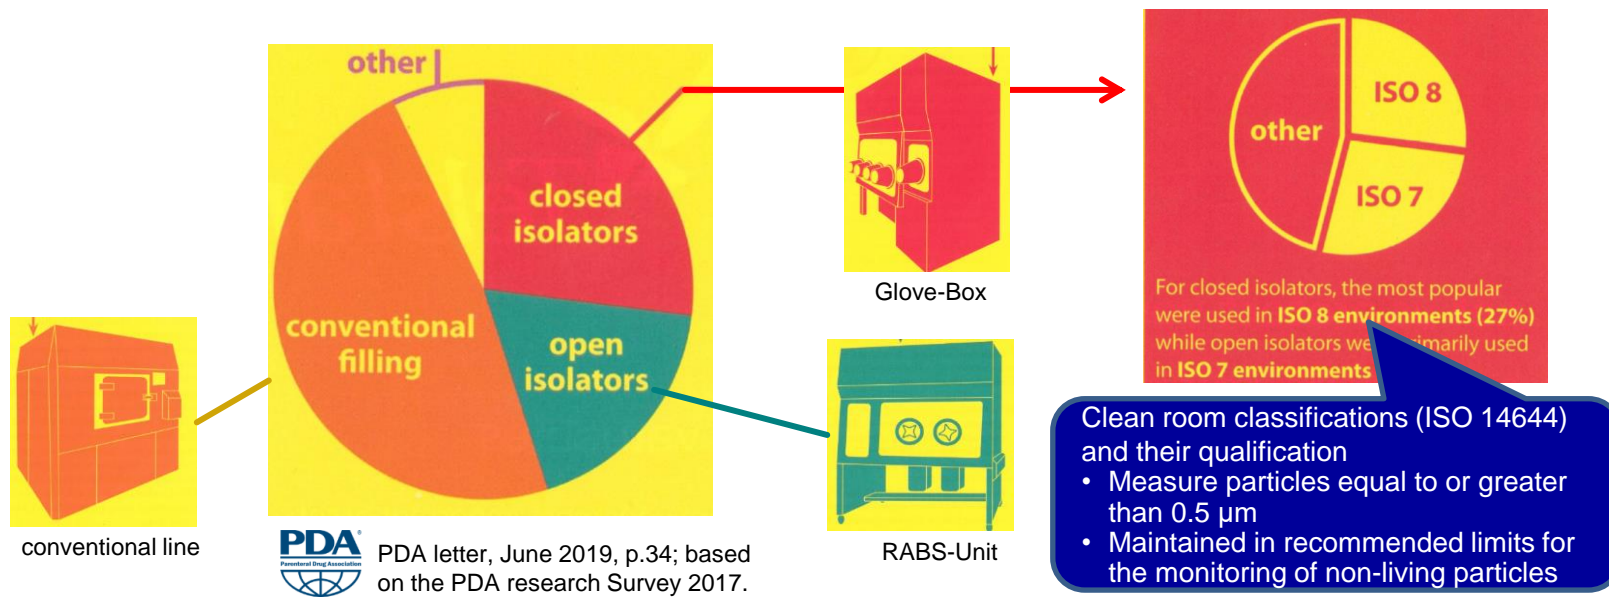 other
closed
isolators
conventional
filling
open
isolators
conventional line
Glove-Box
RABS-Unit
PDA
Parenteral Drug Association
PDA letter, June 2019, p.34; based
on the PDA research Survey 2017.
ISO 8
other
ISO 7
For closed isolators, the most popular
were used in ISO 8 environments (27%)
while open isolators primarily used
in ISO 7 environments
Clean room classifications (ISO 14644)
and their qualification
• Measure particles equal to or greater
than 0.5 µm
• Maintained in recommended limits for
the monitoring of non-living particles